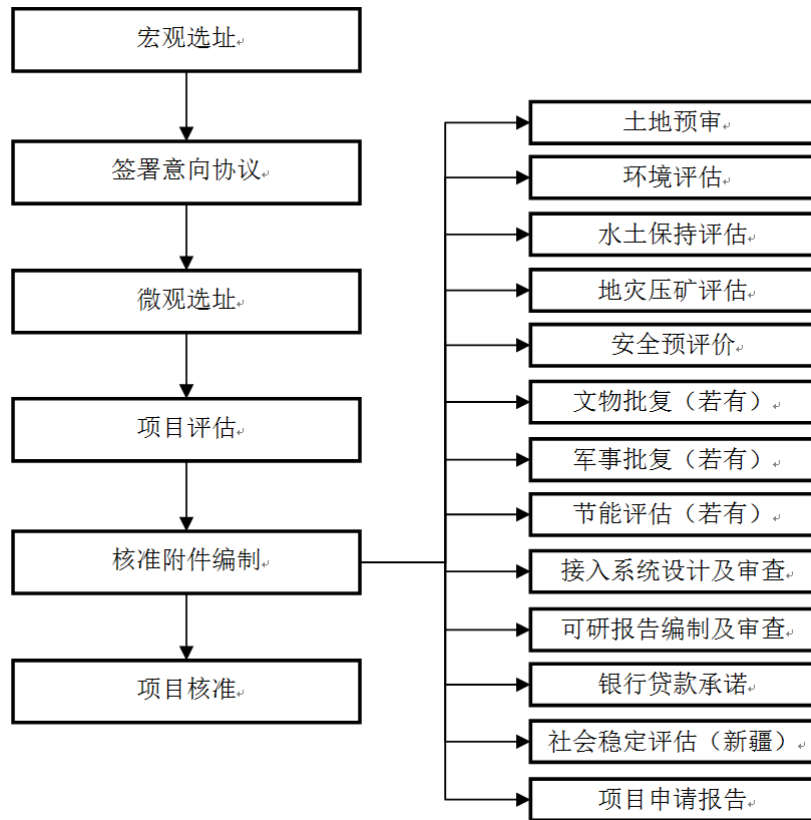 宏观选址
签署意向协议
微观选址
项目评估
核准附件编制
项目核准
土地预审
环境评估
水土保持评估
地灾压矿评估
安全预评价
文物批复（若有）
军事批复（若有）
节能评估（若有）
接入系统设计及审查
可研报告编制及审查
银行贷款承诺
社会稳定评估（新疆）
项目申请报告